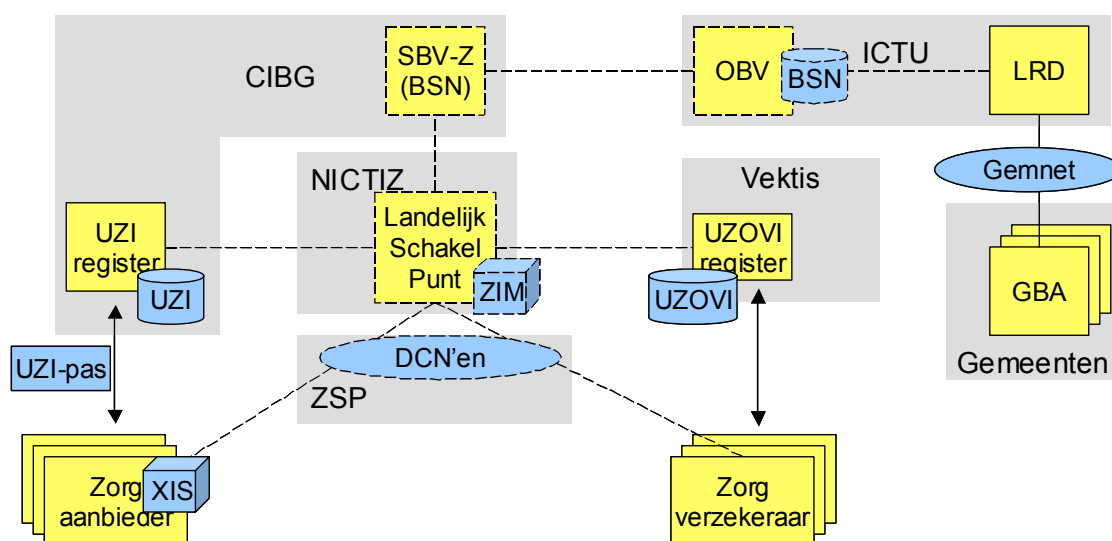 CIBG
SBV-Z
(BSN)
OBV
BSN
ICTU
LRD
Gemnet
NICTIZ
Vektis
Landelijk
Schakel
Punt
ZIM
UZI
register
UZI
UZOVI
register
UZOVI
GBA
Gemeenten
UZI-pas
DCN'en
ZSP
Zorg
aanbieder
XIS
Zorg
verzekeraar